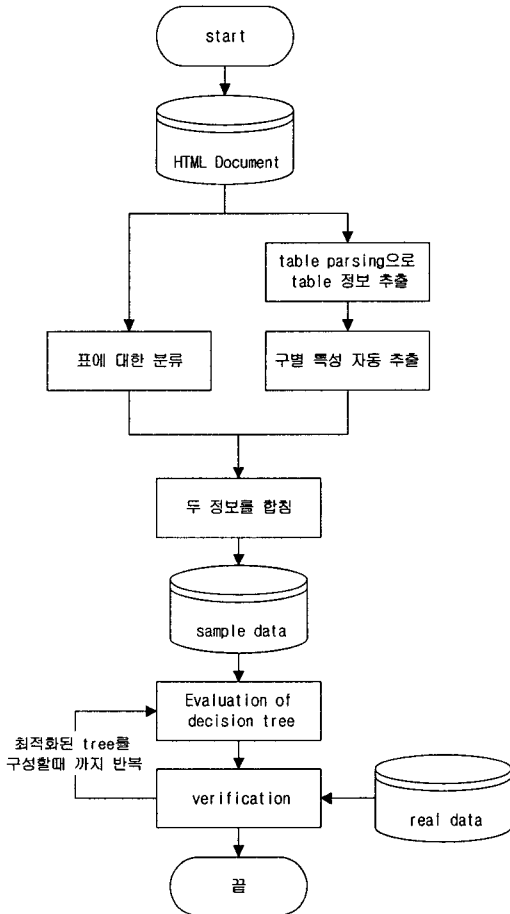 start
HTML Document
table parsing으로
table 정보 추출
표에 대한 분류
구별 특성 자동 추출
두 정보를 합침
sample data
Evaluation of
decision tree
최적화된 tree를
구성할때 까지 반복
verification
real data
끝